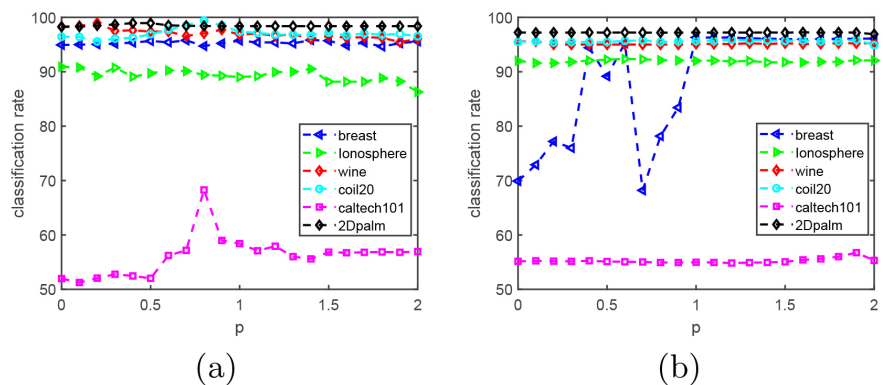 100
90
80
70
60
50
classification rate
0
0.5
1
1.5
2
p
breast
Ionosphere
wine
coil20
caltech101
2Dpalm
(a)
100
90
80
70
60
50
classification rate
0
0.5
1
1.5
2
p
breast
Ionosphere
wine
coil20
caltech101
2Dpalm
(b)